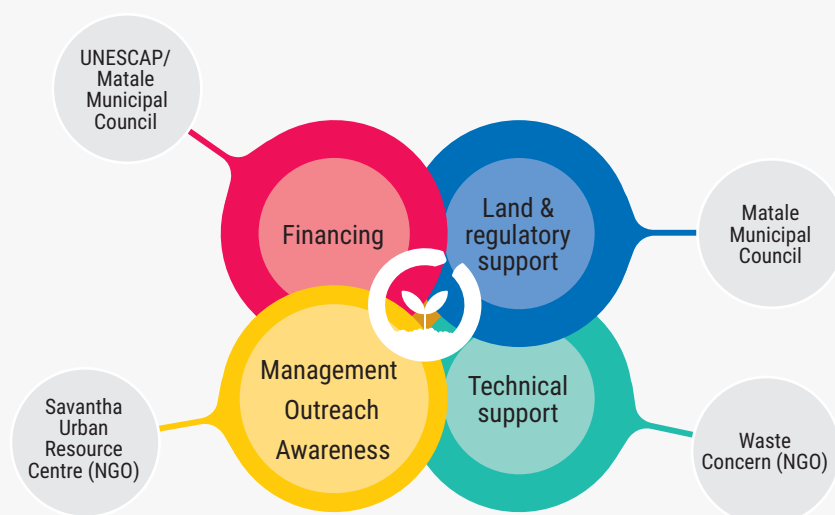 UNESCAP/
Matale
Municipal
Council
Financing
Land &
regulatory
support
Matale
Municipal
Council
Management
Outreach
Awareness
Technical
support
Savantha
Urban
Resource
Centre (NGO)
Waste
Concern (NGO)